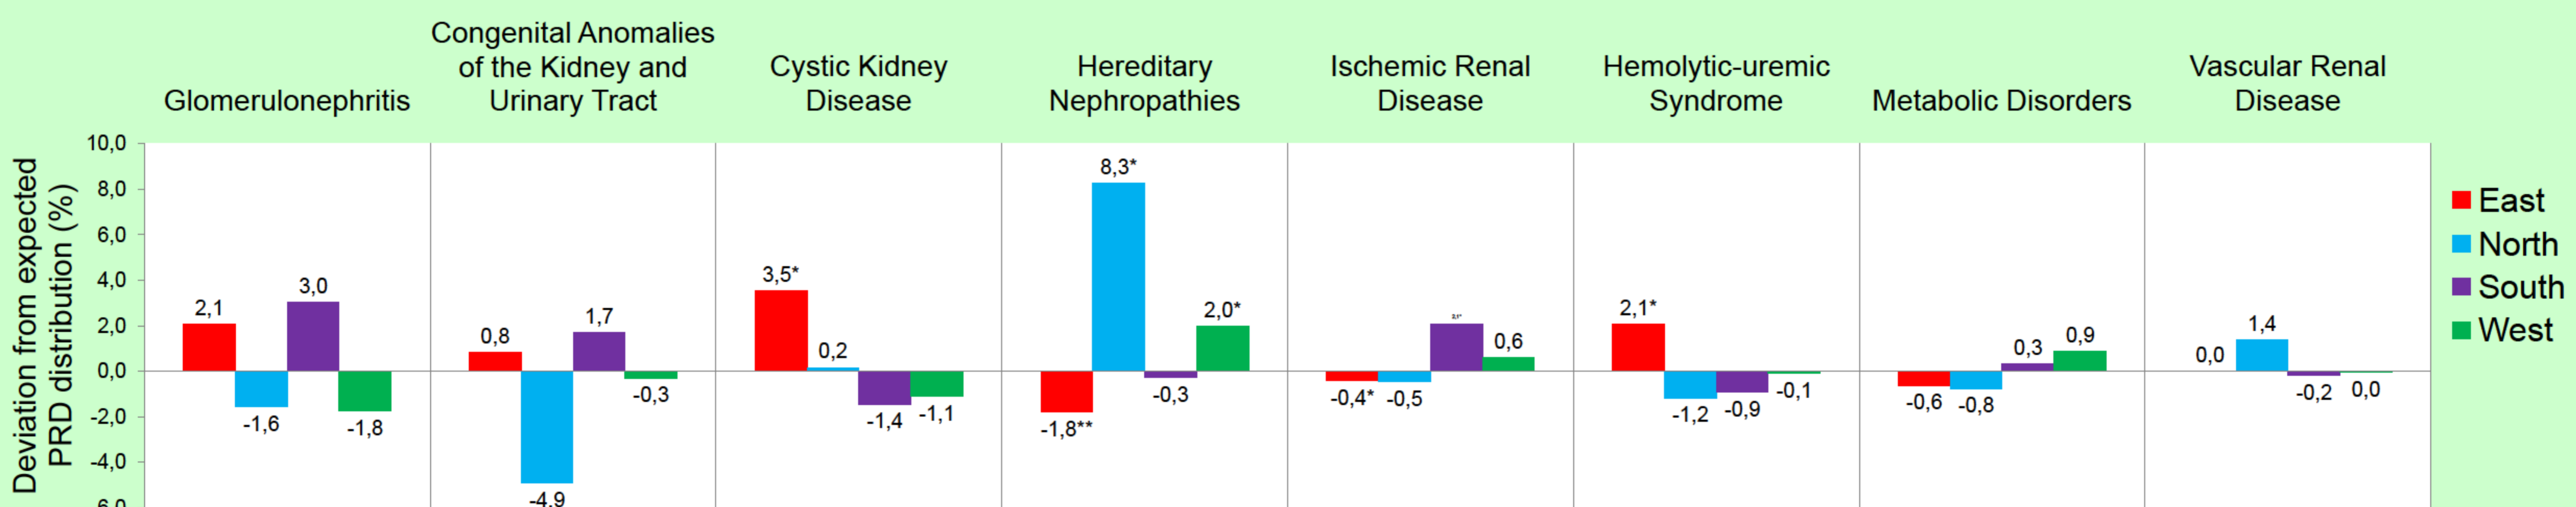 Congenital Anomalies
of the Kidney and
Urinary Tract
Glomerulonephritis
Cystic Kidney
Disease
Hereditary
Nephropathies
Ischemic Renal
Disease
Hemolytic-uremic
Syndrome
Metabolic Disorders
Vascular Renal
Disease
Deviation from expected
PRD distribution (%)
10,0
8,0
6,0
4,0
2,0
0,0
-2,0
-4,0
2,1
-1,6
3,0
-1,8
0,8
-4,9
1,7
-0,3
3,5*
0,2
-1,4
-1,1
-1,8**
8,3*
-0,3
2,0*
-0,4*
-0,5
0,6
2,1*
-1,2
-0,9
-0,1
-0,6
-0,8
0,3
0,9
0,0
1,4
-0,2
0,0
East
North
South
West